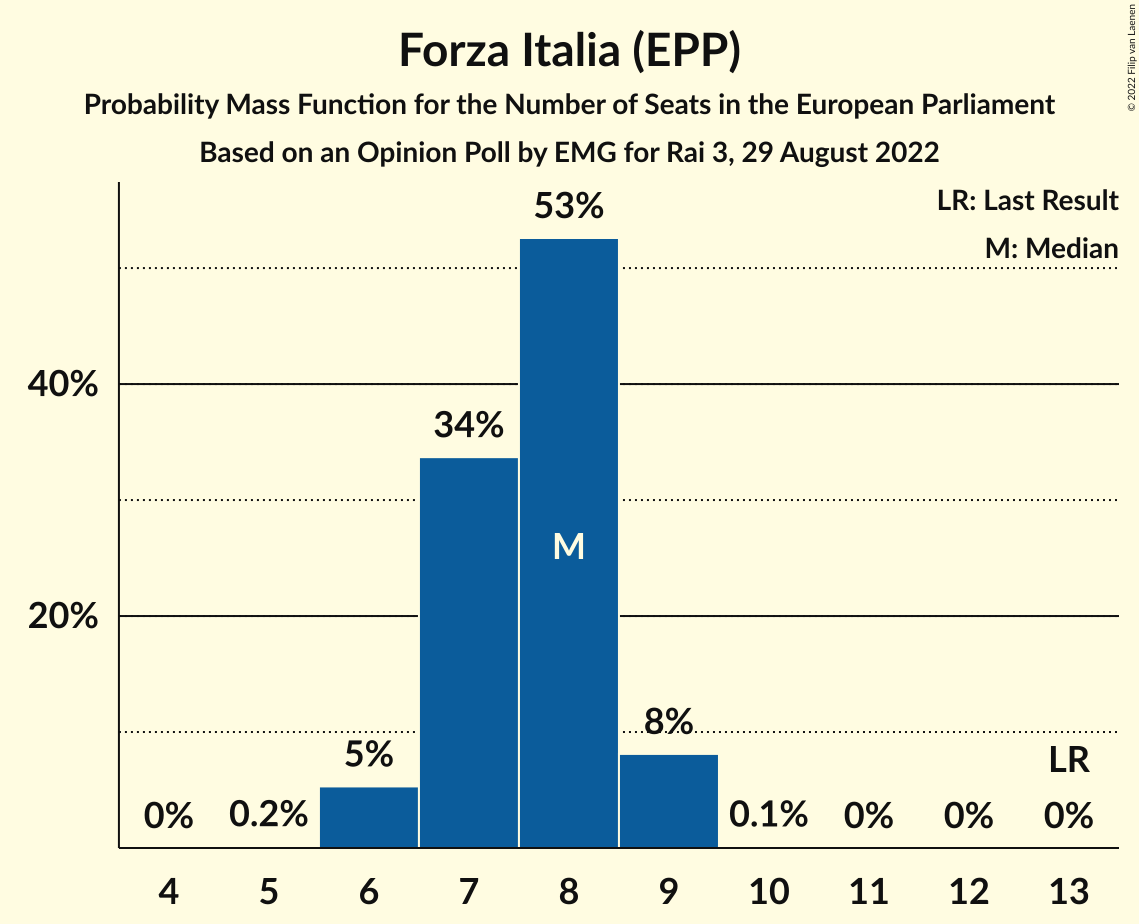 Forza Italia (EPP)
Probability Mass Function for the Number of Seats in the European Parliament
Based on an Opinion Poll by EMG for Rai 3, 29 August 2022
© 2022 Filip van Laenen
LR: Last Result
M: Median
53%
40%
34%
M
20%
8%
5%
LR
0%
0.2%
0.1%
0%
0%
0%
4
5
6
7
8
9
10
11
12
13